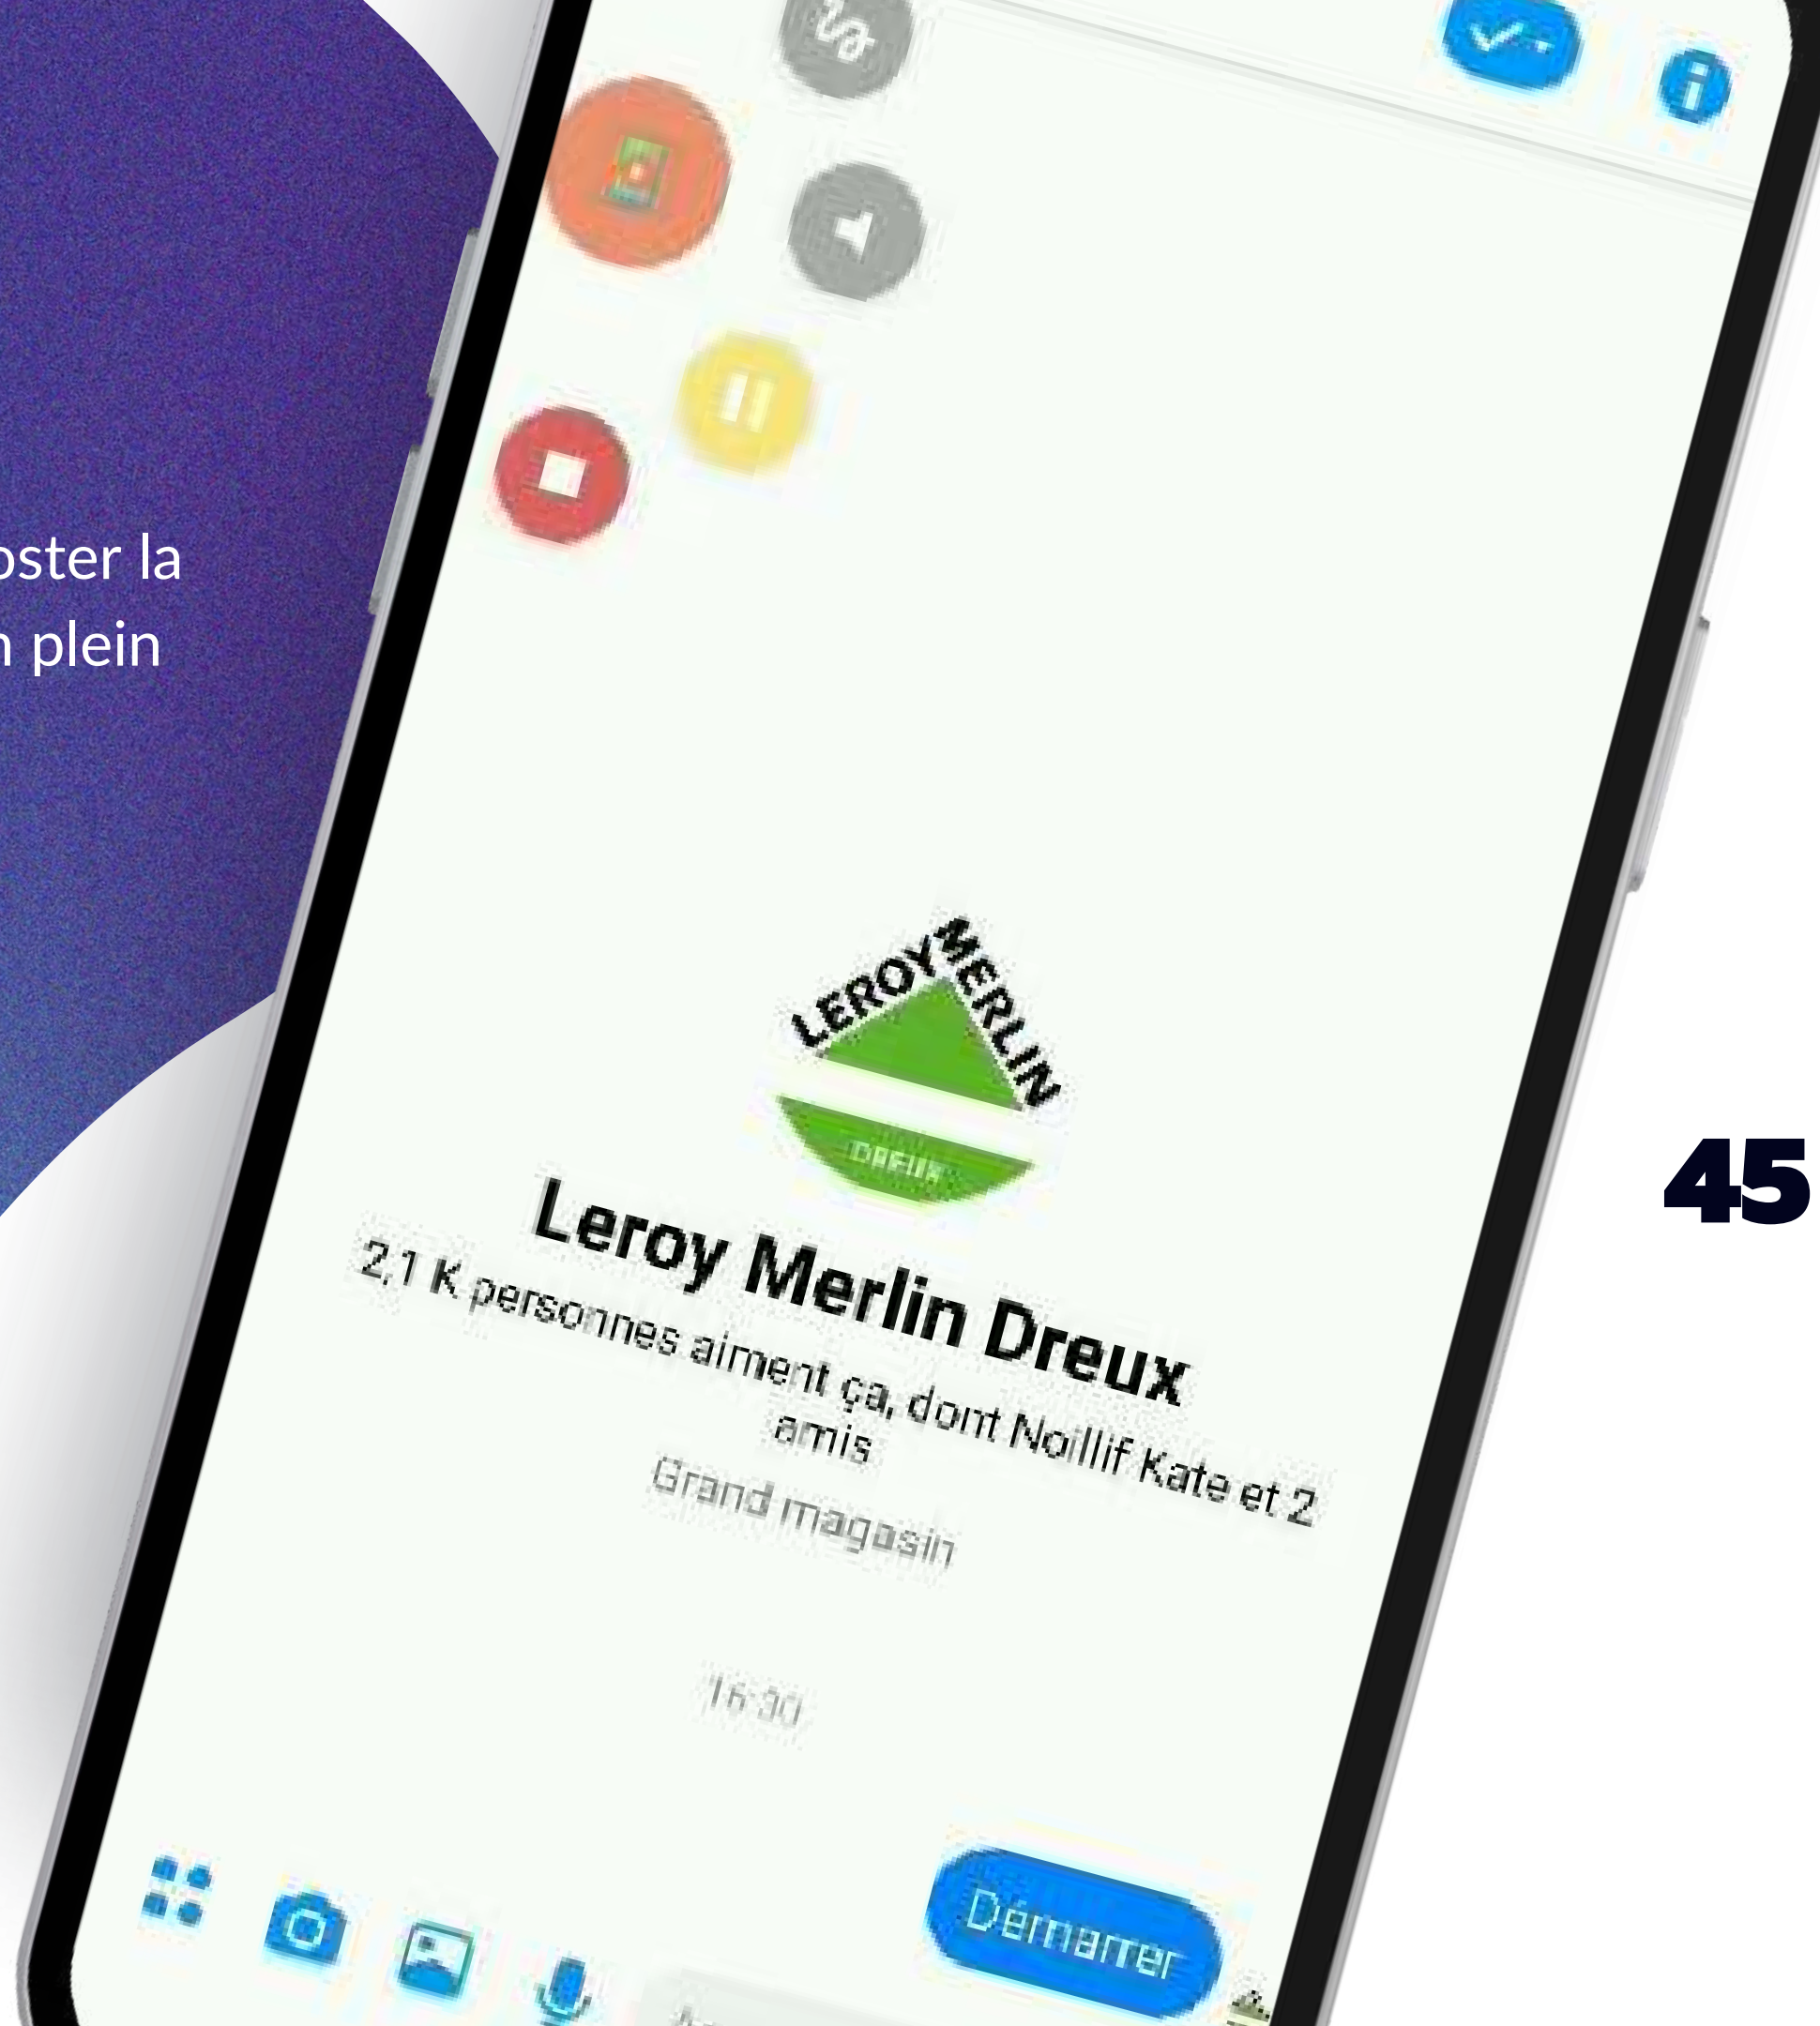 oster la
n plein
LEROY MERLIN
DREUX
Leroy Merlin Dreux
2,1 K personnes aiment ça, dont Noillif Kate et 2
amis
Grand magasin
16:30
Démarrer
45